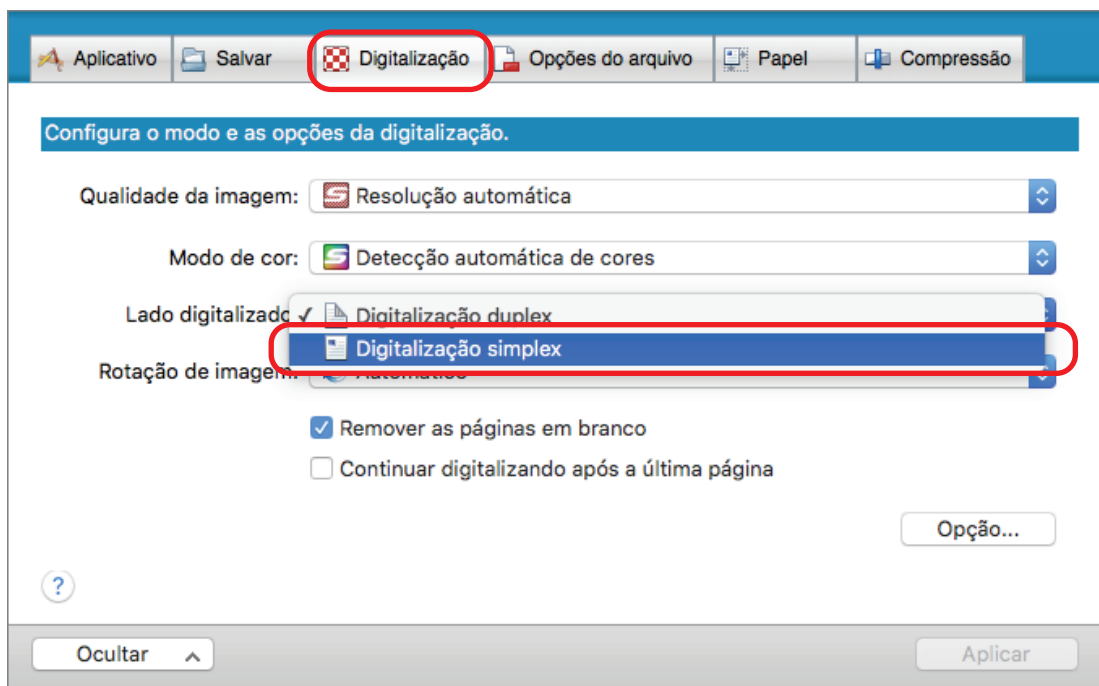 Aplicativo Salvar Digitalização Opções do arquivo Papel Compressão
Configura o modo e as opções da digitalização.
Qualidade da imagem: Resolução automática
Modo de cor: Detecção automática de cores
Lado digitalizado ✓ Digitalização duplex
Digitalização simplex
Rotação de imagem: Automático
Remover as páginas em branco
Continuar digitalizando após a última página
Opção...
?
Ocultar
Aplicar